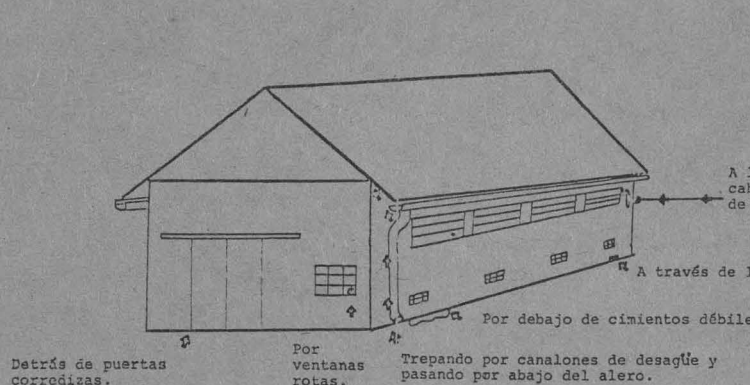 A
cab
de
A través de
Por debajo de cimientos débile
Detrás de puertas
corredizas.
Por
ventanas
rotas.
Trepando por canalones de desagüe y
pasando por abajo del alero.